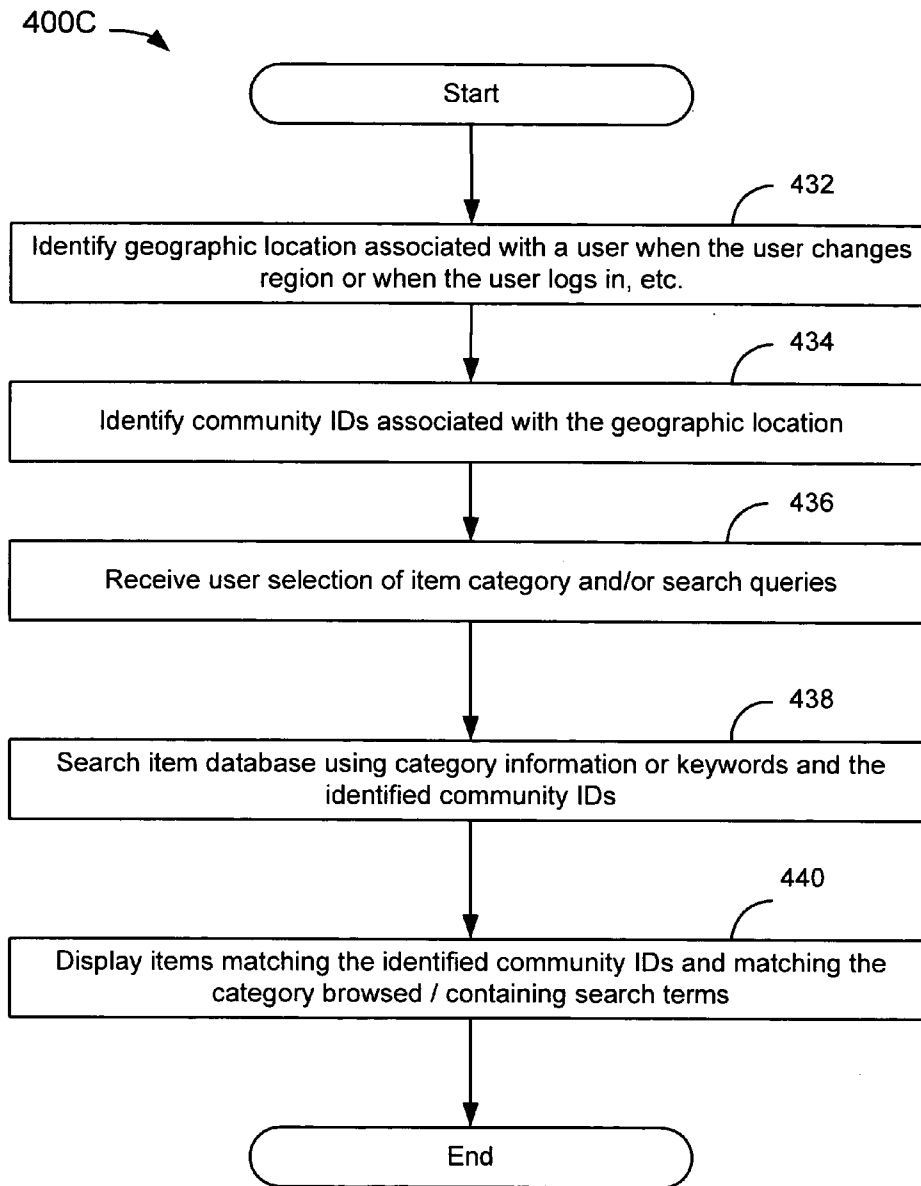 400C
Start
432
Identify geographic location associated with a user when the user changes
region or when the user logs in, etc.
434
Identify community IDs associated with the geographic location
436
Receive user selection of item category and/or search queries
438
Search item database using category information or keywords and the
identified community IDs
440
Display items matching the identified community IDs and matching the
category browsed / containing search terms
End